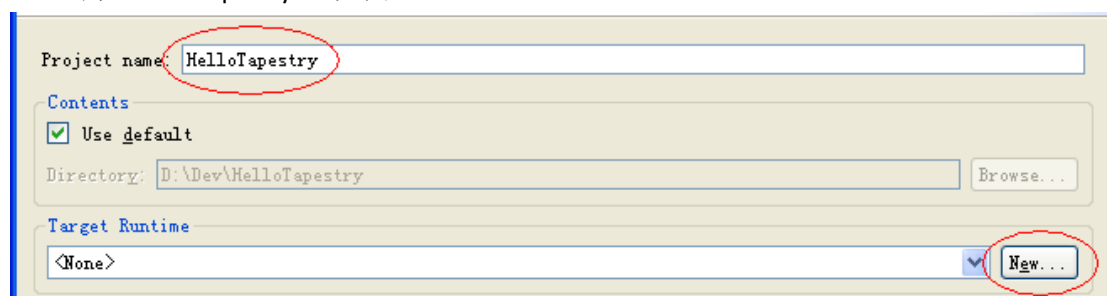 Project name: HelloTapestry
Contents
Use default
Directory: D:\Dev\HelloTapestry Browse...
Target Runtime
<None> New...